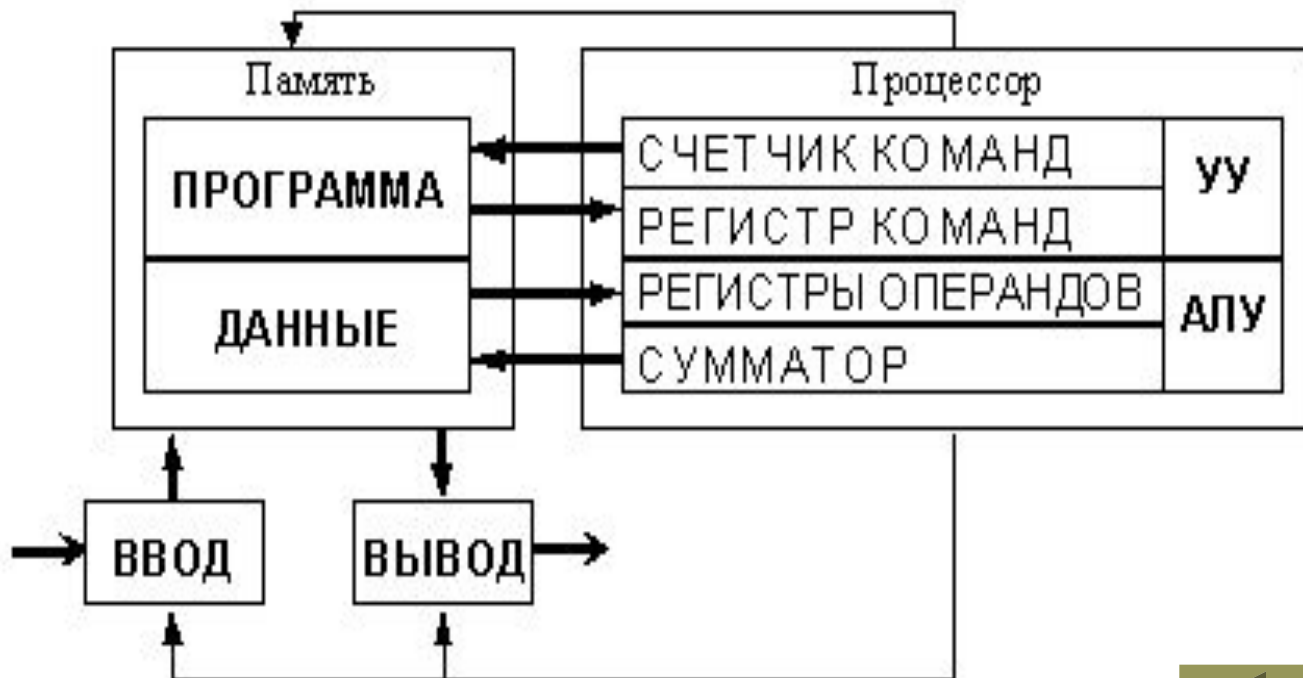 Память
Процессор
ПРОГРАММА
СЧЕТЧИК КОМАНД
УУ
РЕГИСТР КОМАНД
ДАННЫЕ
РЕГИСТРЫ ОПЕРАНДОВ
АЛУ
СУММАТОР
ВВОД
ВЫВОД